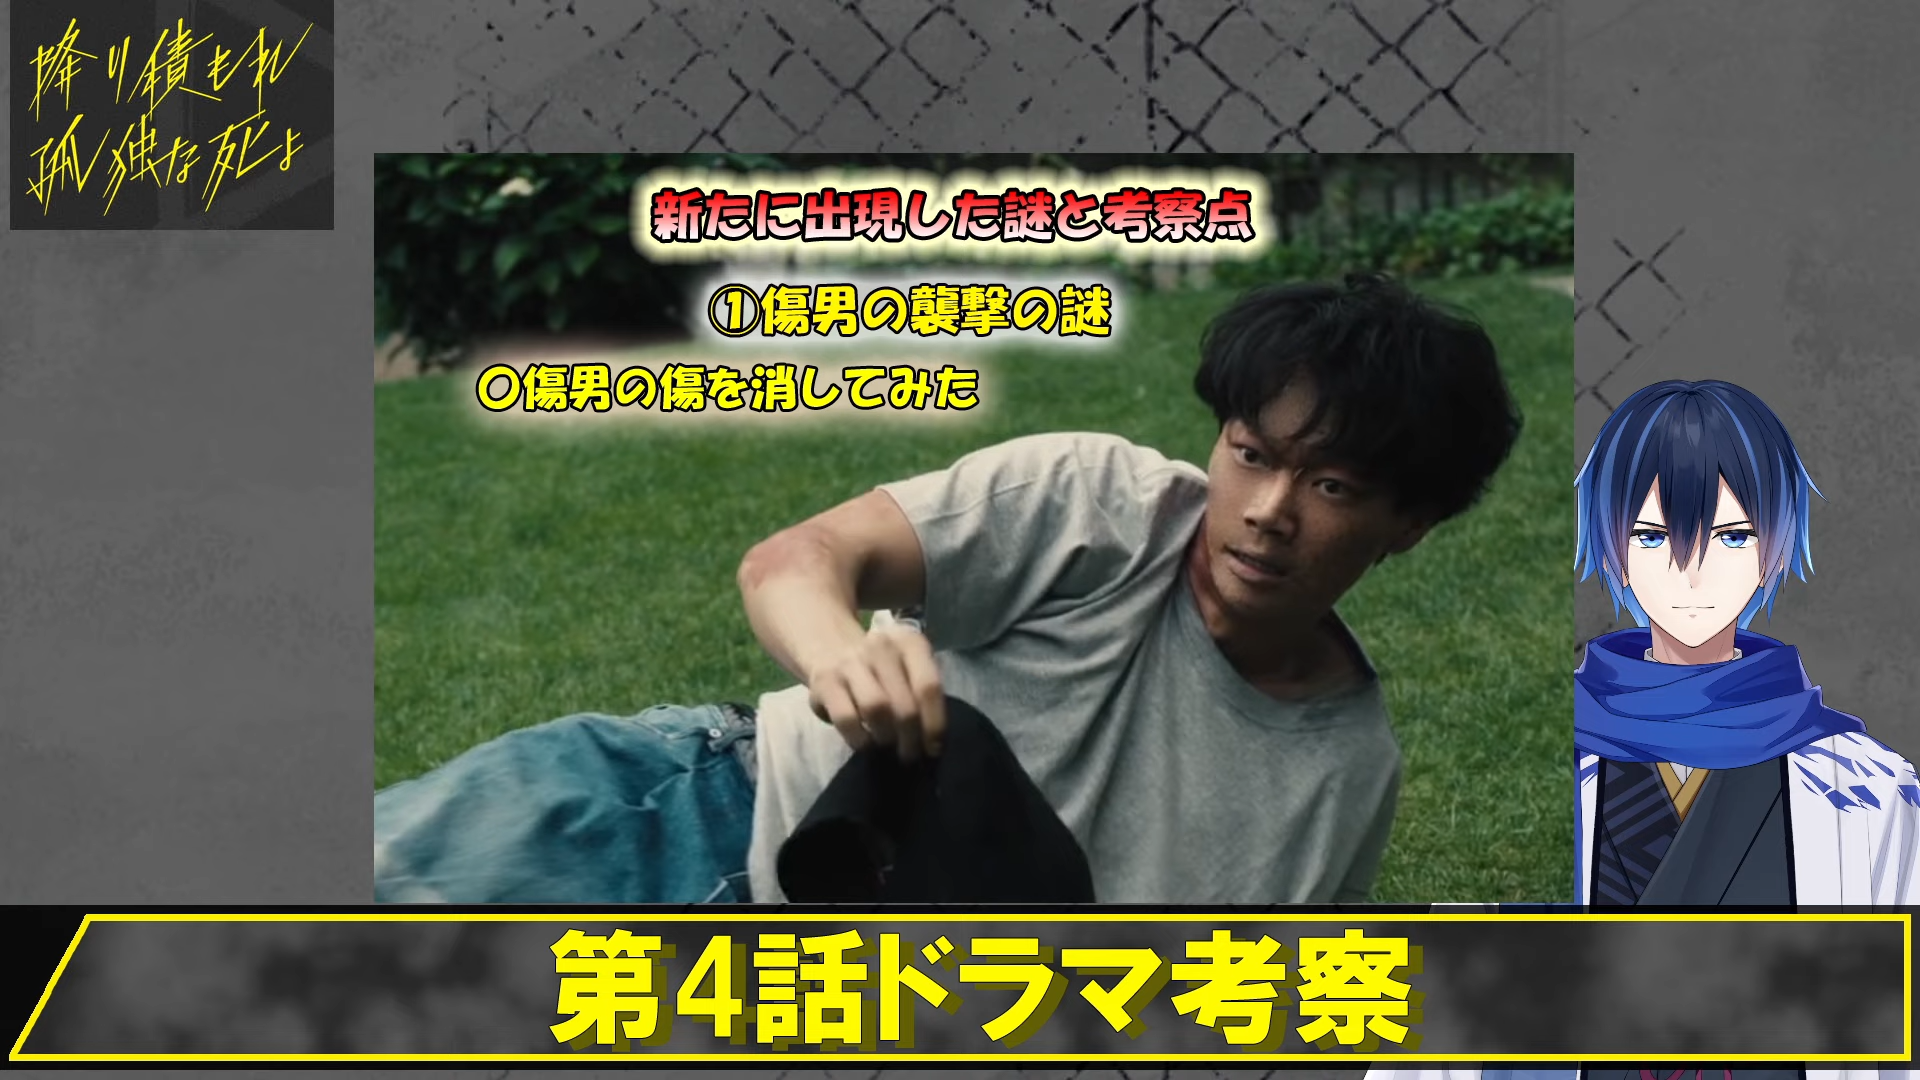 降り積もれ
孤独な死よ
新たに出現した謎と考察点
①傷男の襲撃の謎
〇傷男の傷を消してみた
第4話ドラマ考察